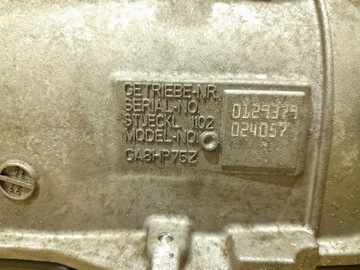 GETRIEBE-NR.
SERIAL-NO.
STUECKL. 102
MODEL-NO. C
GA8HP75Z
0129379
024057